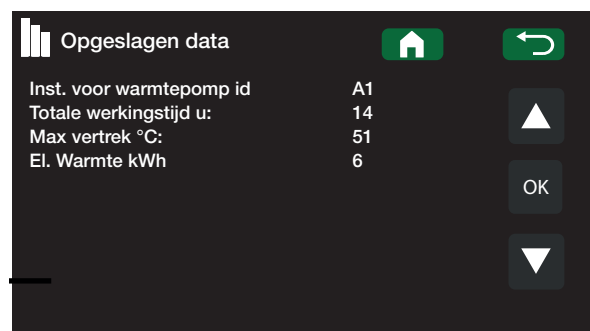 Opgeslagen data
Inst. voor warmtepomp id A1
Totale werkingstijd u: 14
Max vertrek °C: 51
El. Warmte kWh 6
OK